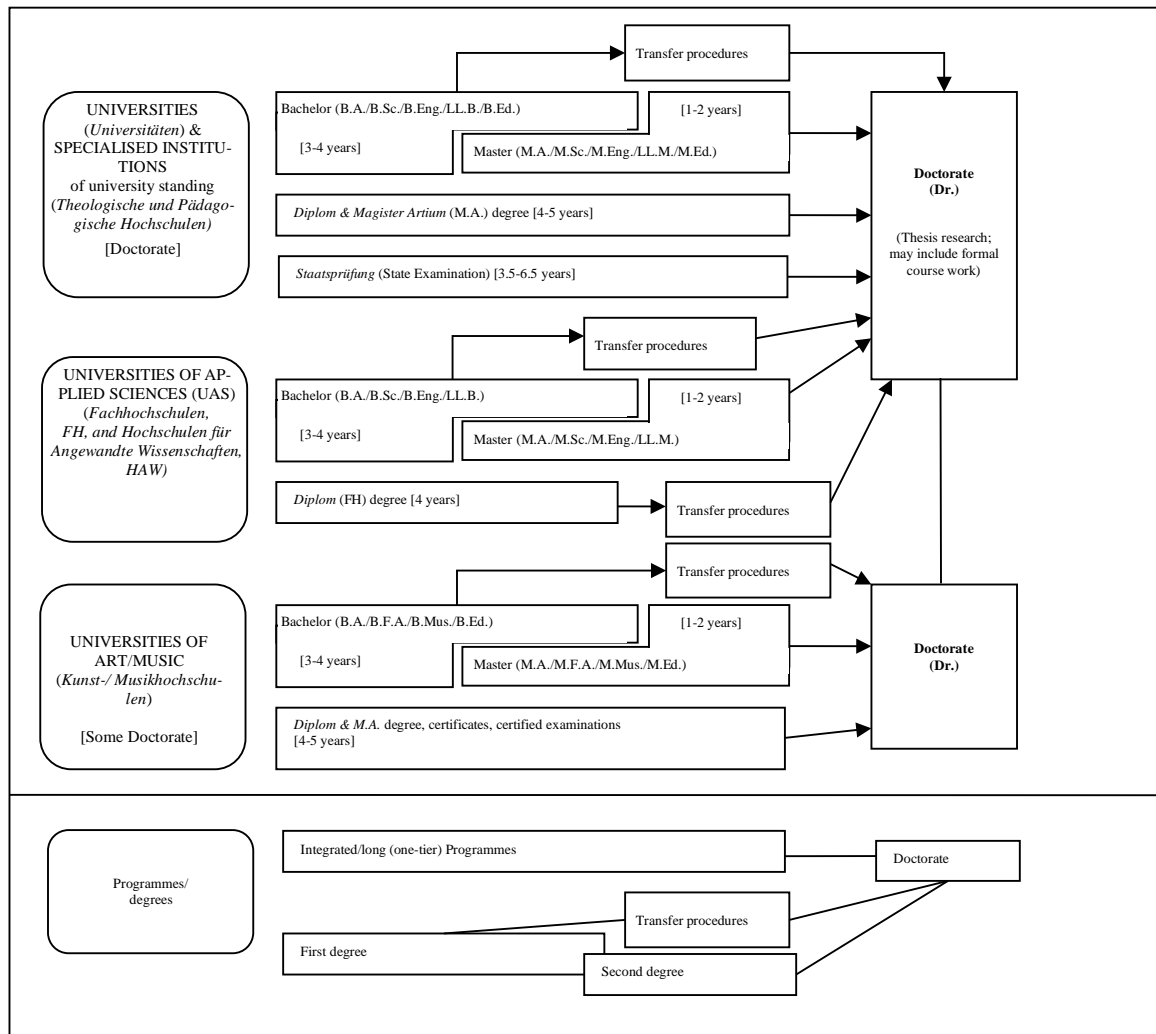 Transfer procedures
UNIVERSITIES
(Universitäten) &
SPECIALISED INSTITU-
TIONS
of university standing
(Theologische und Pädago-
gische Hochschulen)
[Doctorate]
Bachelor (B.A./B.Sc./B.Eng./LL.B./B.Ed.)
[3-4 years]
[1-2 years]
Master (M.A./M.Sc./M.Eng./LL.M./M.Ed.)
Diplom & Magister Artium (M.A.) degree [4-5 years]
Staatsprüfung (State Examination) [3.5-6.5 years]
Doctorate
(Dr.)
(Thesis research;
may include formal
course work)
Transfer procedures
UNIVERSITIES OF AP-
PLIED SCIENCES (UAS)
(Fachhochschulen,
FH, and Hochschulen für
Angewandte Wissenschaften,
HAW)
Bachelor (B.A./B.Sc./B.Eng./LL.B.)
[3-4 years]
[1-2 years]
Master (M.A./M.Sc./M.Eng./LL.M.)
Diplom (FH) degree [4 years]
Transfer procedures
Transfer procedures
UNIVERSITIES OF
ART/MUSIC
(Kunst-/ Musikhochschu-
len)
[Some Doctorate]
Bachelor (B.A./B.F.A./B.Mus./B.Ed.)
[3-4 years]
[1-2 years]
Master (M.A./M.F.A./M.Mus./M.Ed.)
Diplom & M.A. degree, certificates, certified examinations
[4-5 years]
Doctorate
(Dr.)
Programmes/
degrees
Integrated/long (one-tier) Programmes
Doctorate
Transfer procedures
First degree
Second degree